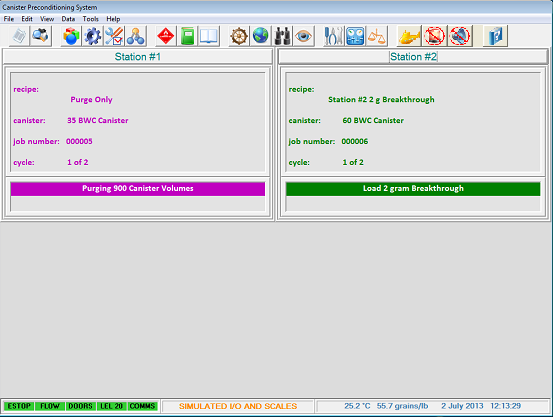 Canister Preconditioning System
File Edit View Data Tools Help
Station #1
recipe:
Purge Only
canister: 35 BWC Canister
job number: 000005
cycle: 1 of 2
Purging 900 Canister Volumes
Station #2
recipe:
Station #2 2 g Breakthrough
canister: 60 BWC Canister
job number: 000006
cycle: 1 of 2
Load 2 gram Breakthrough
ESTOP FLOW DOORS LEL 20 COMMS SIMULATED I/O AND SCALES 25.2 °C 55.7 grains/lb 2 July 2013 12:13:29